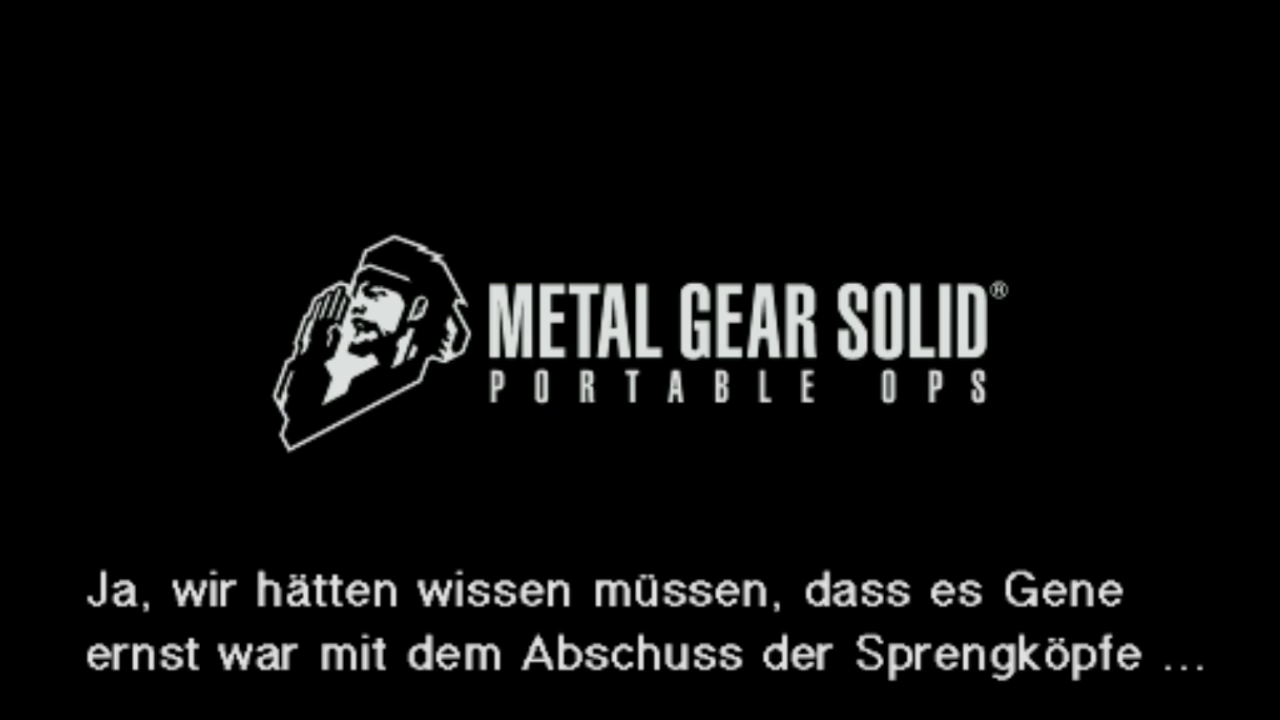 METAL GEAR SOLID®
PORTABLE OPS
Ja, wir hätten wissen müssen, dass es Gene
ernst war mit dem Abschuss der Sprengköpfe ...